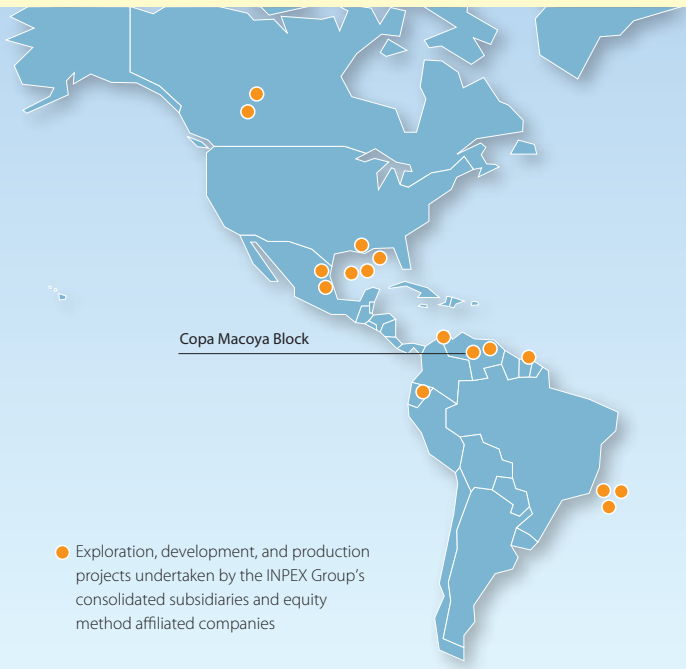 Copa Macoya Block
Exploration, development, and production
projects undertaken by the INPEX Group's
consolidated subsidiaries and equity
method affiliated companies